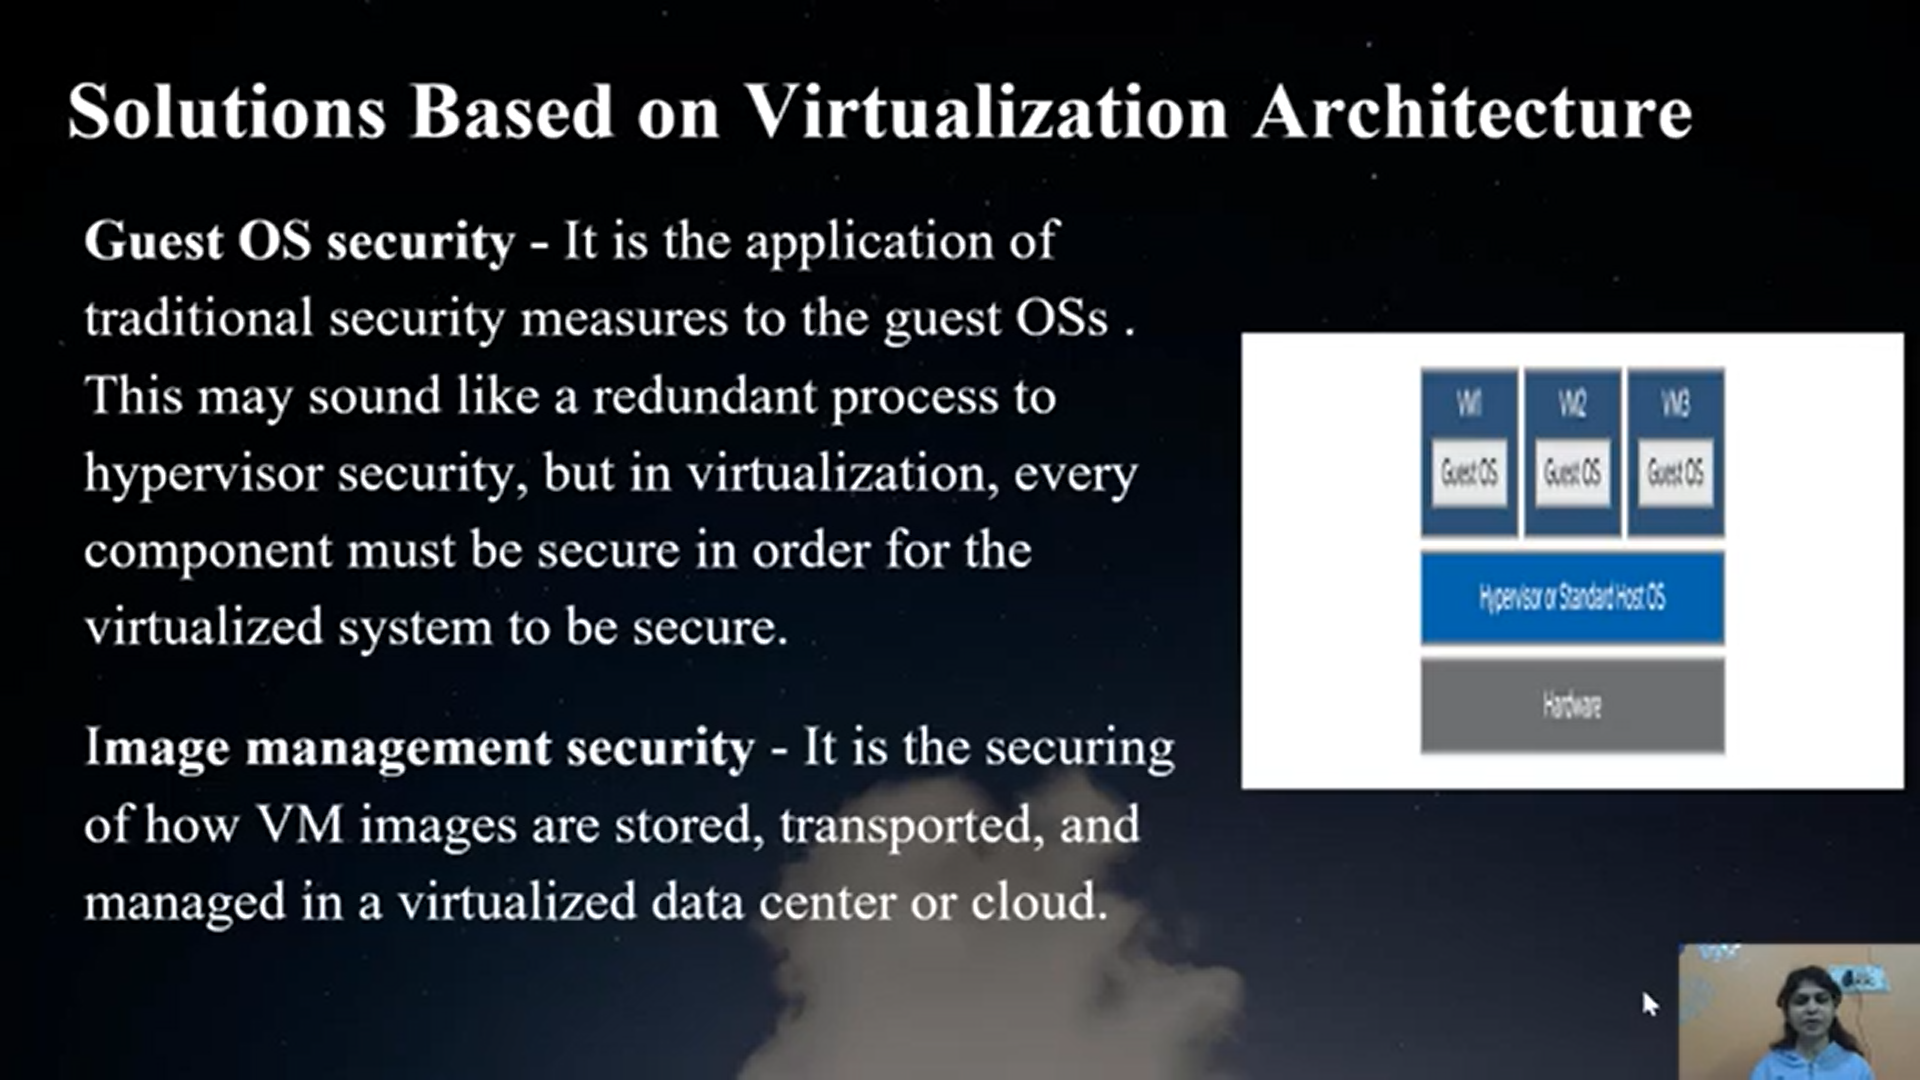 Solutions Based on Virtualization Architecture
Guest OS security - It is the application of
traditional security measures to the guest OSs .
This may sound like a redundant process to
hypervisor security, but in virtualization, every
component must be secure in order for the
virtualized system to be secure.
Image management security - It is the securing
of how VM images are stored, transported, and
managed in a virtualized data center or cloud.
VM1 VM2 VM3
Guest OS Guest OS Guest OS
Hypervisor or Standard Host OS
Hardware